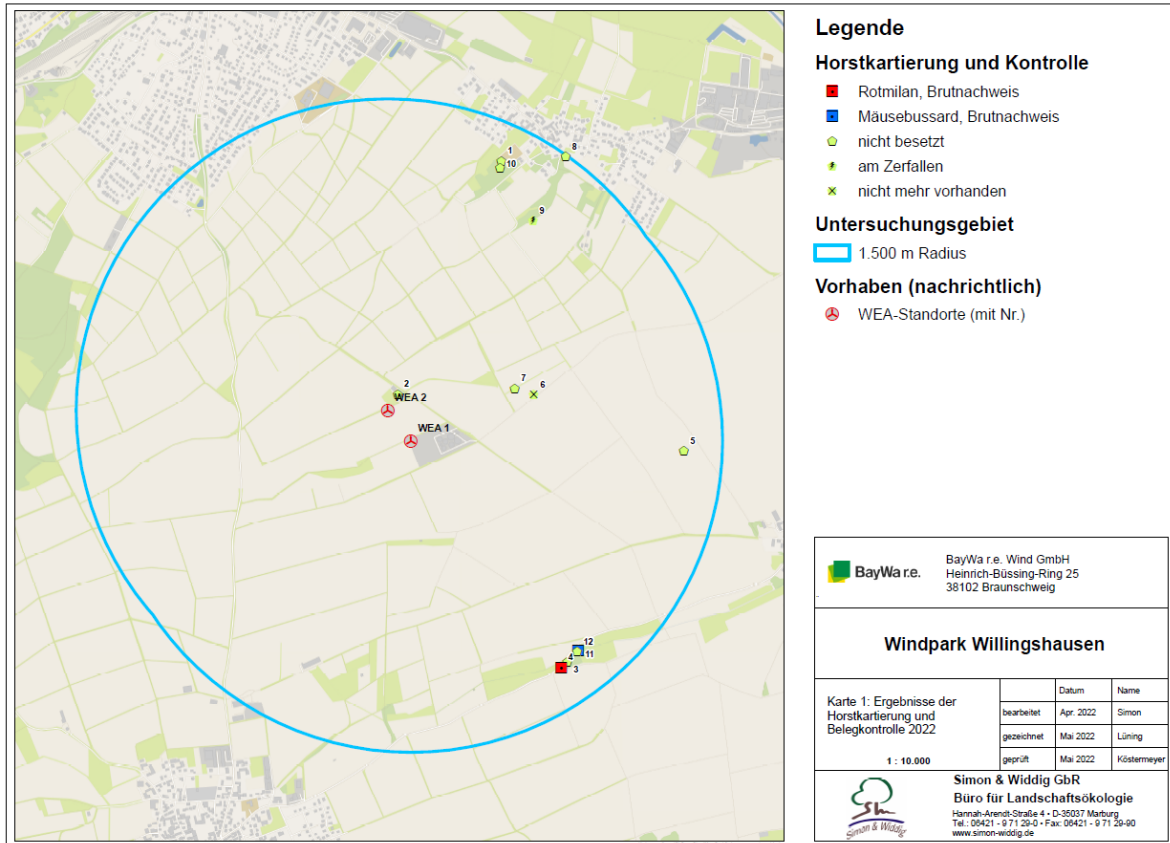 1
10
8
9
2
WEA 2
7
6
WEA 1
5
12
4
11
3
Legende
Horstkartierung und Kontrolle
Rotmilan, Brutnachweis
Mäusebussard, Brutnachweis
nicht besetzt
am Zerfallen
nicht mehr vorhanden
Untersuchungsgebiet
1.500 m Radius
Vorhaben (nachrichtlich)
WEA-Standorte (mit Nr.)
BayWa r.e.
BayWa r.e. Wind GmbH
Heinrich-Büssing-Ring 25
38102 Braunschweig
Windpark Willingshausen
Karte 1: Ergebnisse der
Horstkartierung und
Belegkontrolle 2022
1 : 10.000
Datum Name
bearbeitet Apr. 2022 Simon
gezeichnet Mai 2022 Lüning
geprüft Mai 2022 Köstermeyer
Simon & Widdig
Simon & Widdig GbR
Büro für Landschaftsökologie
Hannah-Arendt-Straße 4 • D-35037 Marburg
Tel.: 06421 - 9 71 29-0 • Fax: 06421 - 9 71 29-90
www.simon-widdig.de